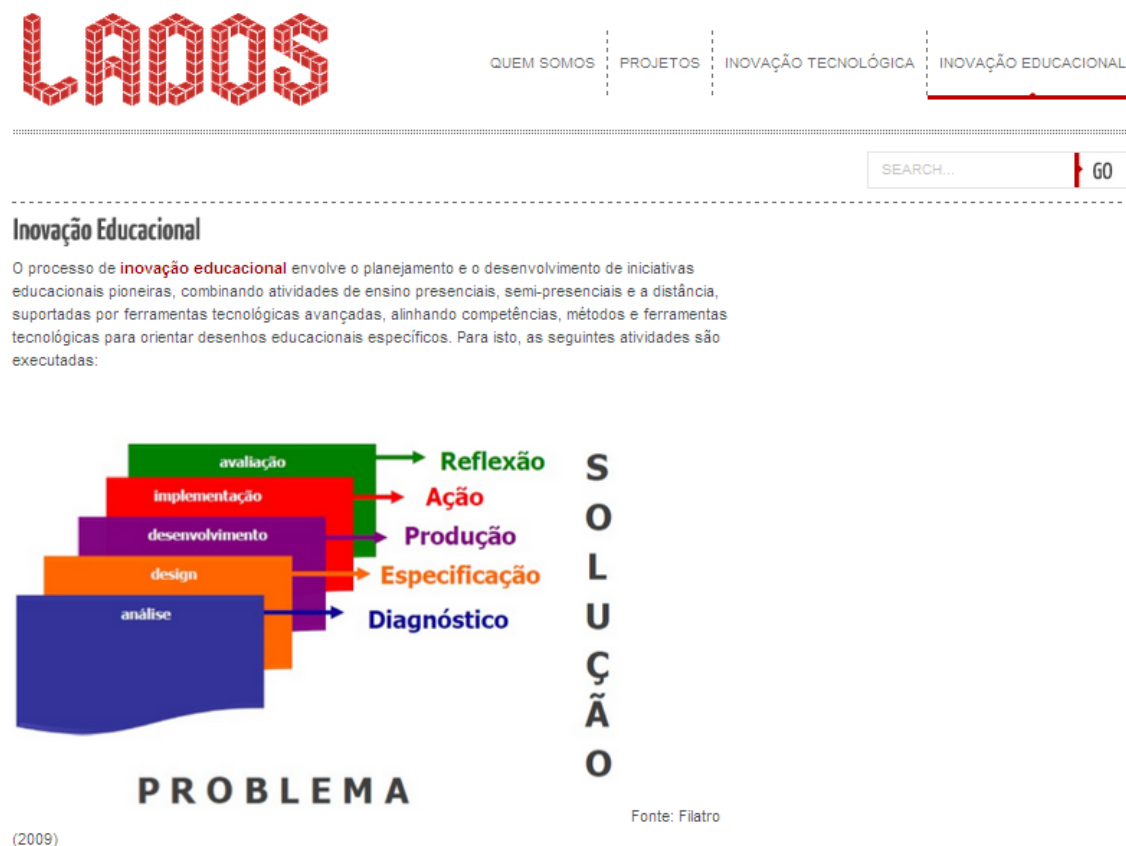 LADOS
QUEM SOMOS PROJETOS INOVAÇÃO TECNOLÓGICA INOVAÇÃO EDUCACIONAL
SEARCH... GO
Inovação Educacional
O processo de inovação educacional envolve o planejamento e o desenvolvimento de iniciativas
educacionais pioneiras, combinando atividades de ensino presenciais, semi-presenciais e a distância,
suportadas por ferramentas tecnológicas avançadas, alinhando competências, métodos e ferramentas
tecnológicas para orientar desenhos educacionais específicos. Para isto, as seguintes atividades são
executadas:
avaliação Reflexão
implementação Ação
desenvolvimento Produção
design Especificação
análise Diagnóstico
SOLUÇÃO
PROBLEMA
Fonte: Filatro
(2009)